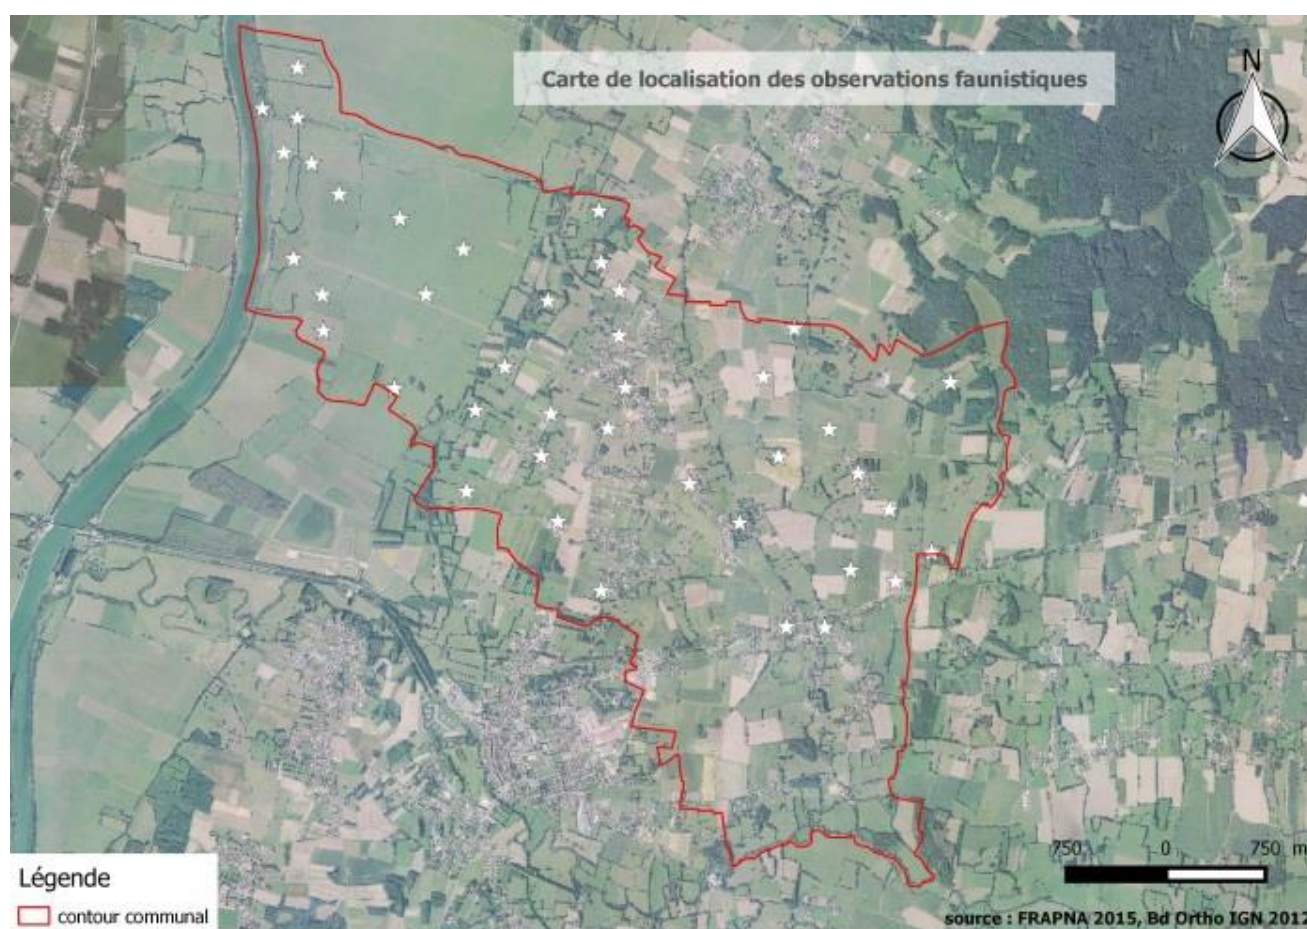 Carte de localisation des observations faunistiques
N
Légende
contour communal
750 0 750 m
source : FRAPNA 2015, Bd Ortho IGN 2012